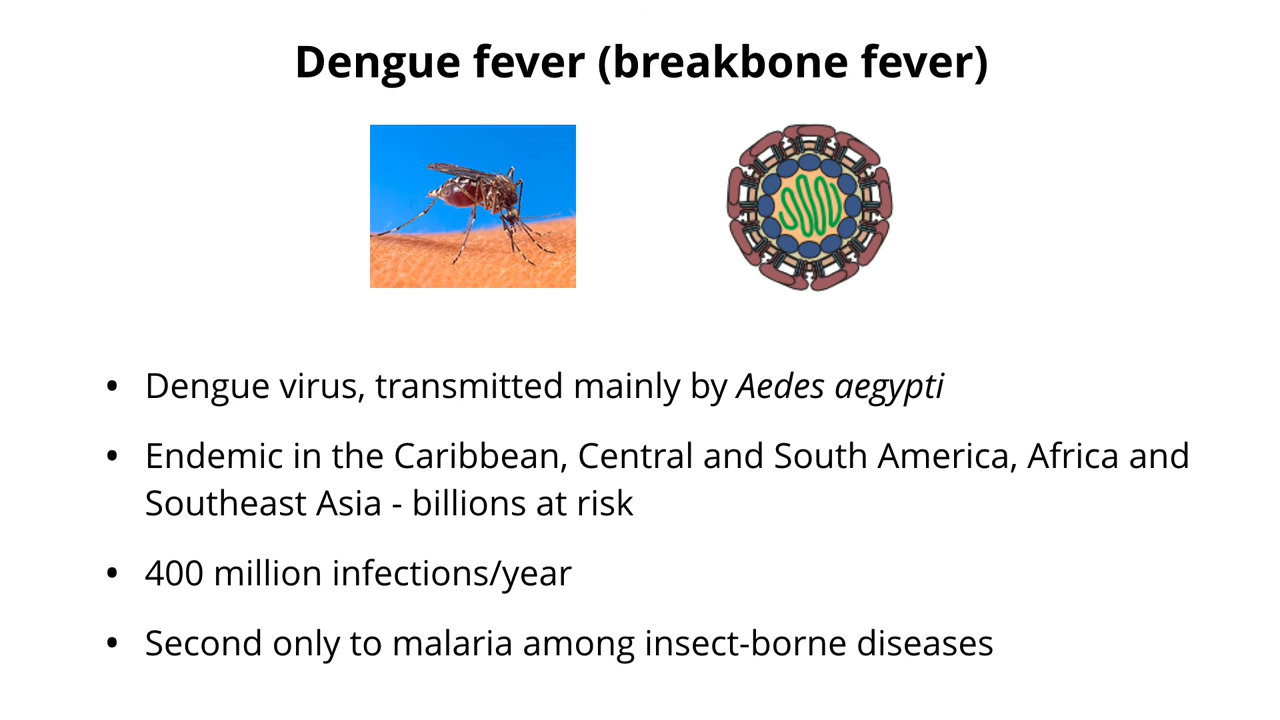 Dengue fever (breakbone fever)
• Dengue virus, transmitted mainly by Aedes aegypti
• Endemic in the Caribbean, Central and South America, Africa and
Southeast Asia - billions at risk
• 400 million infections/year
• Second only to malaria among insect-borne diseases